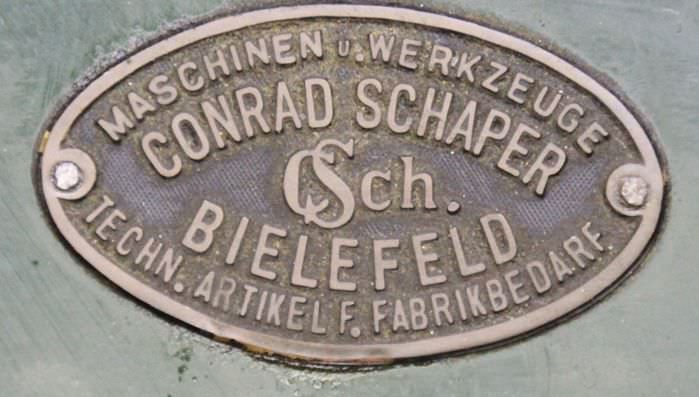 MASCHINEN U. WERKZEUGE
CONRAD SCHAPER
CSch.
BIELEFELD
TECHN. ARTIKEL F. FABRIKBEDARF.